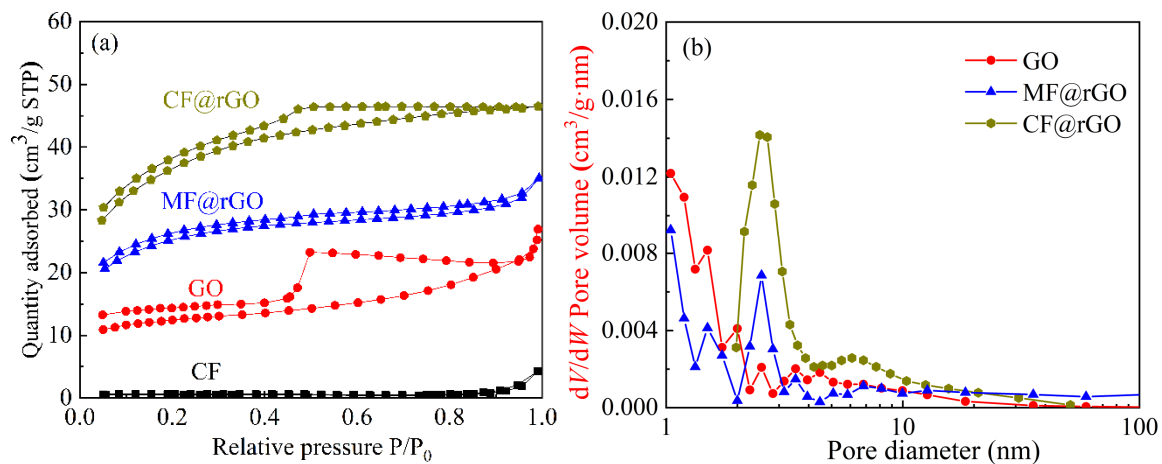 (a)
CF@rGO
MF@rGO
GO
CF
Quantity adsorbed (cm³/g STP)
60
50
40
30
20
10
0
0.0 0.2 0.4 0.6 0.8 1.0
Relative pressure P/P₀
(b)
GO
MF@rGO
CF@rGO
dV/dW Pore volume (cm³/g·nm)
0.020
0.016
0.012
0.008
0.004
0.000
1 10 100
Pore diameter (nm)